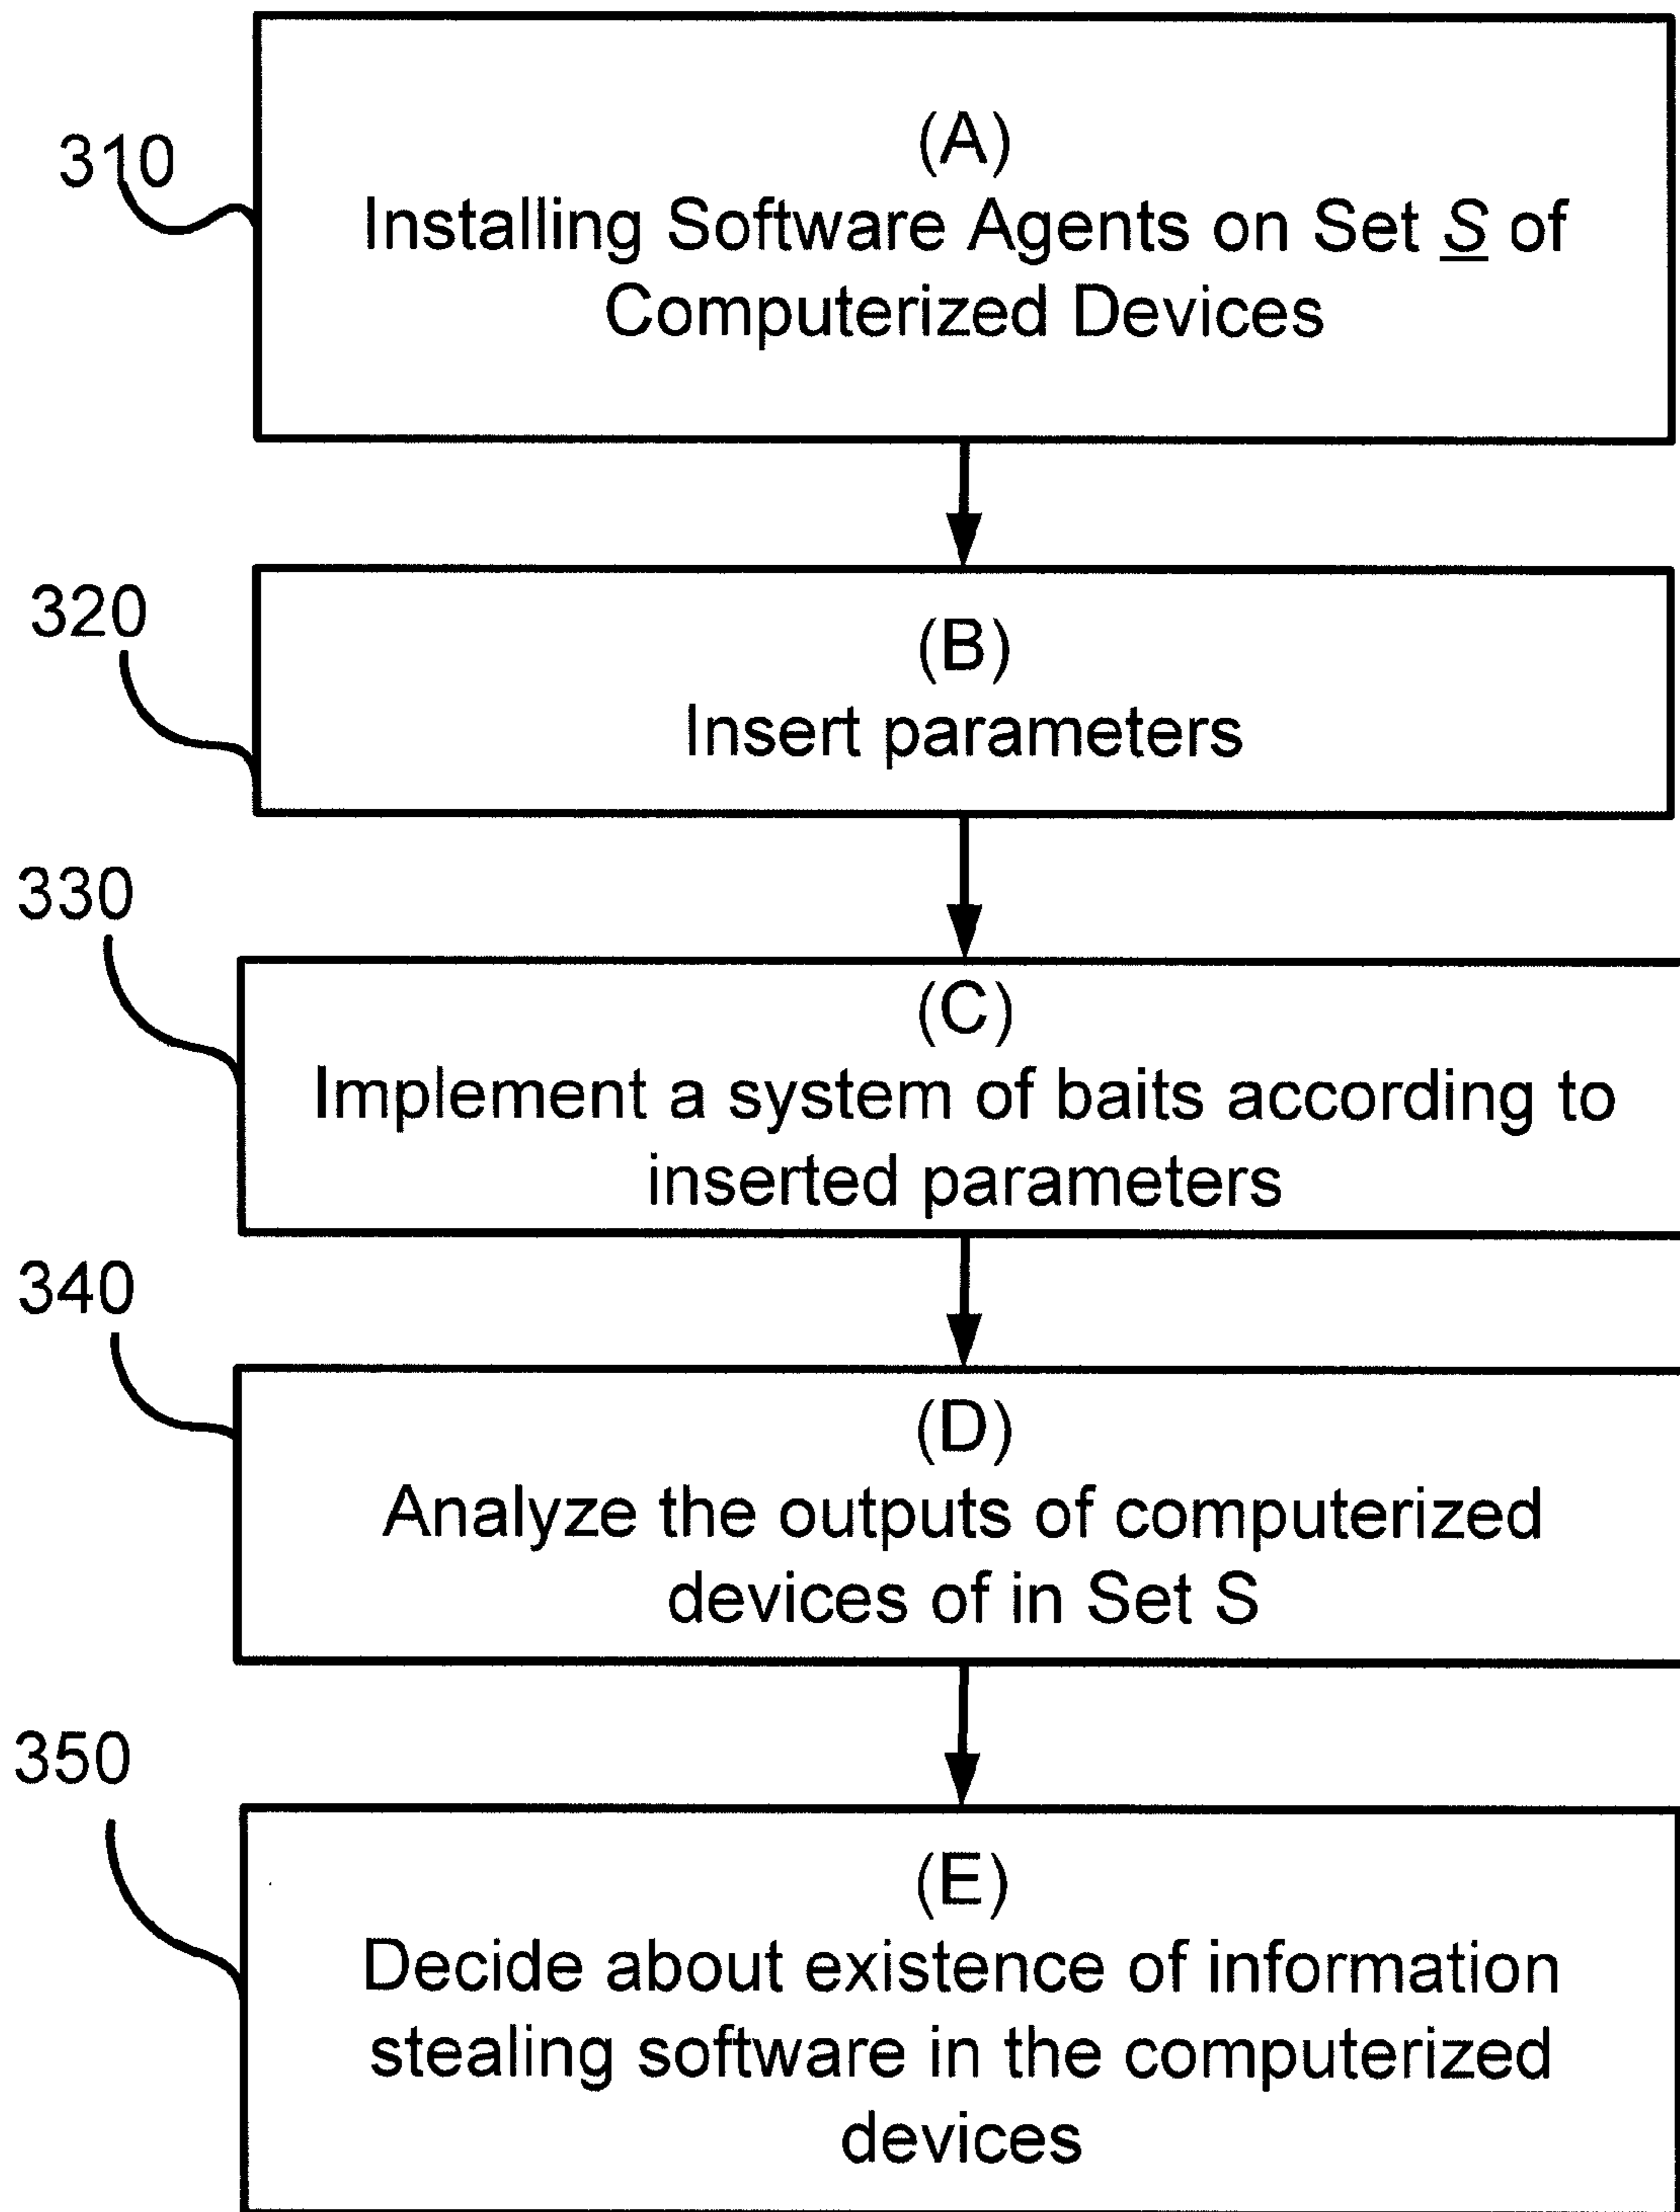 310
(A)
Installing Software Agents on Set S of
Computerized Devices
320
(B)
Insert parameters
330
(C)
Implement a system of baits according to
inserted parameters
340
(D)
Analyze the outputs of computerized
devices of in Set S
350
(E)
Decide about existence of information
stealing software in the computerized
devices